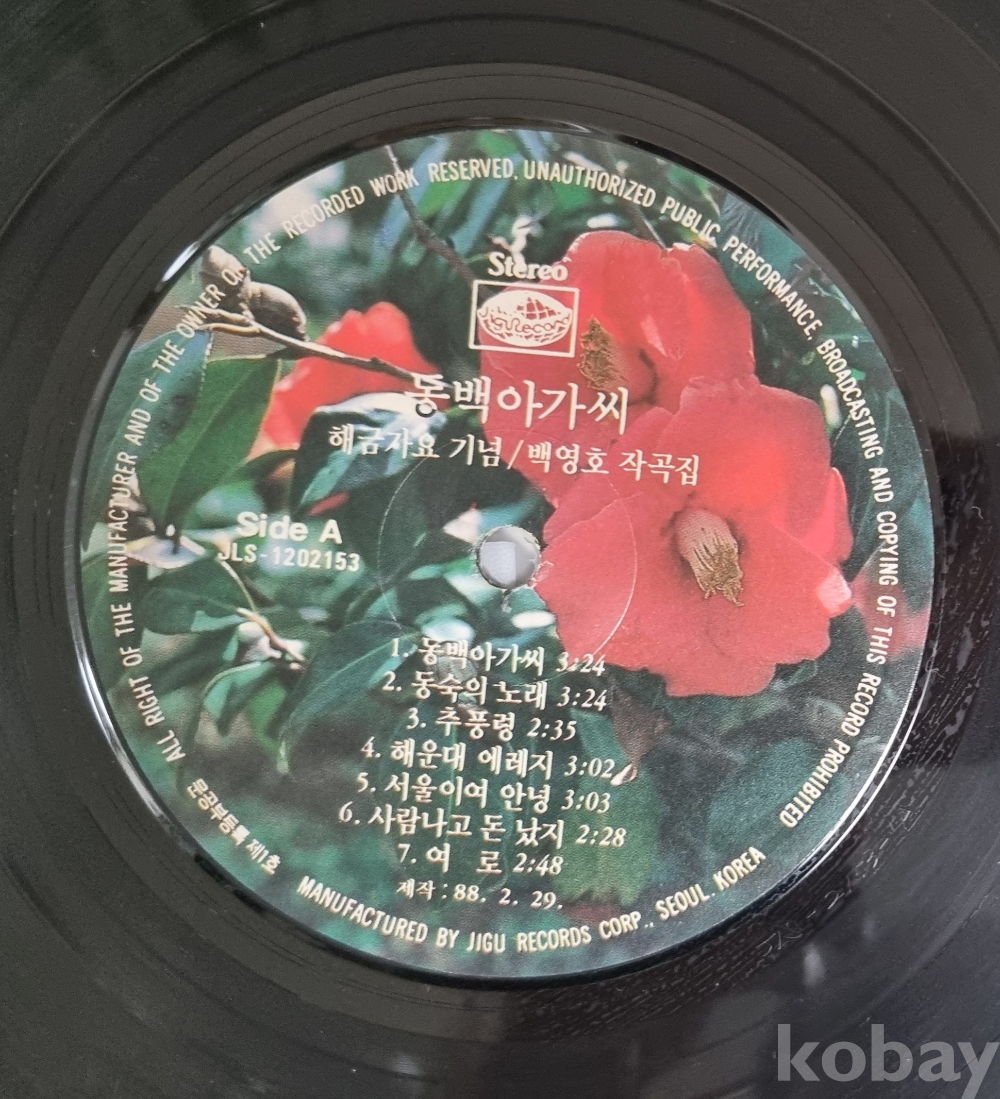 ALL RIGHT OF THE MANUFACTURER AND OF THE OWNER OF THE RECORDED WORK RESERVED. UNAUTHORIZED PUBLIC PERFORMANCE, BROADCASTING AND COPYING OF THIS RECORD PROHIBITED
Stereo
동백아가씨
해금가요 기념/백영호 작곡집
Side A
JLS-1202153
1. 동백아가씨 3:24
2. 동숙의 노래 3:24
3. 추풍령 2:35
4. 해운대 에레지 3:02
5. 서울이여 안녕 3:03
6. 사람나고 돈 났지 2:28
7. 여 로 2:48
제작 : 88. 2. 29.
문공부등록 제1호
MANUFACTURED BY JIGU RECORDS CORP., SEOUL. KOREA
kobay